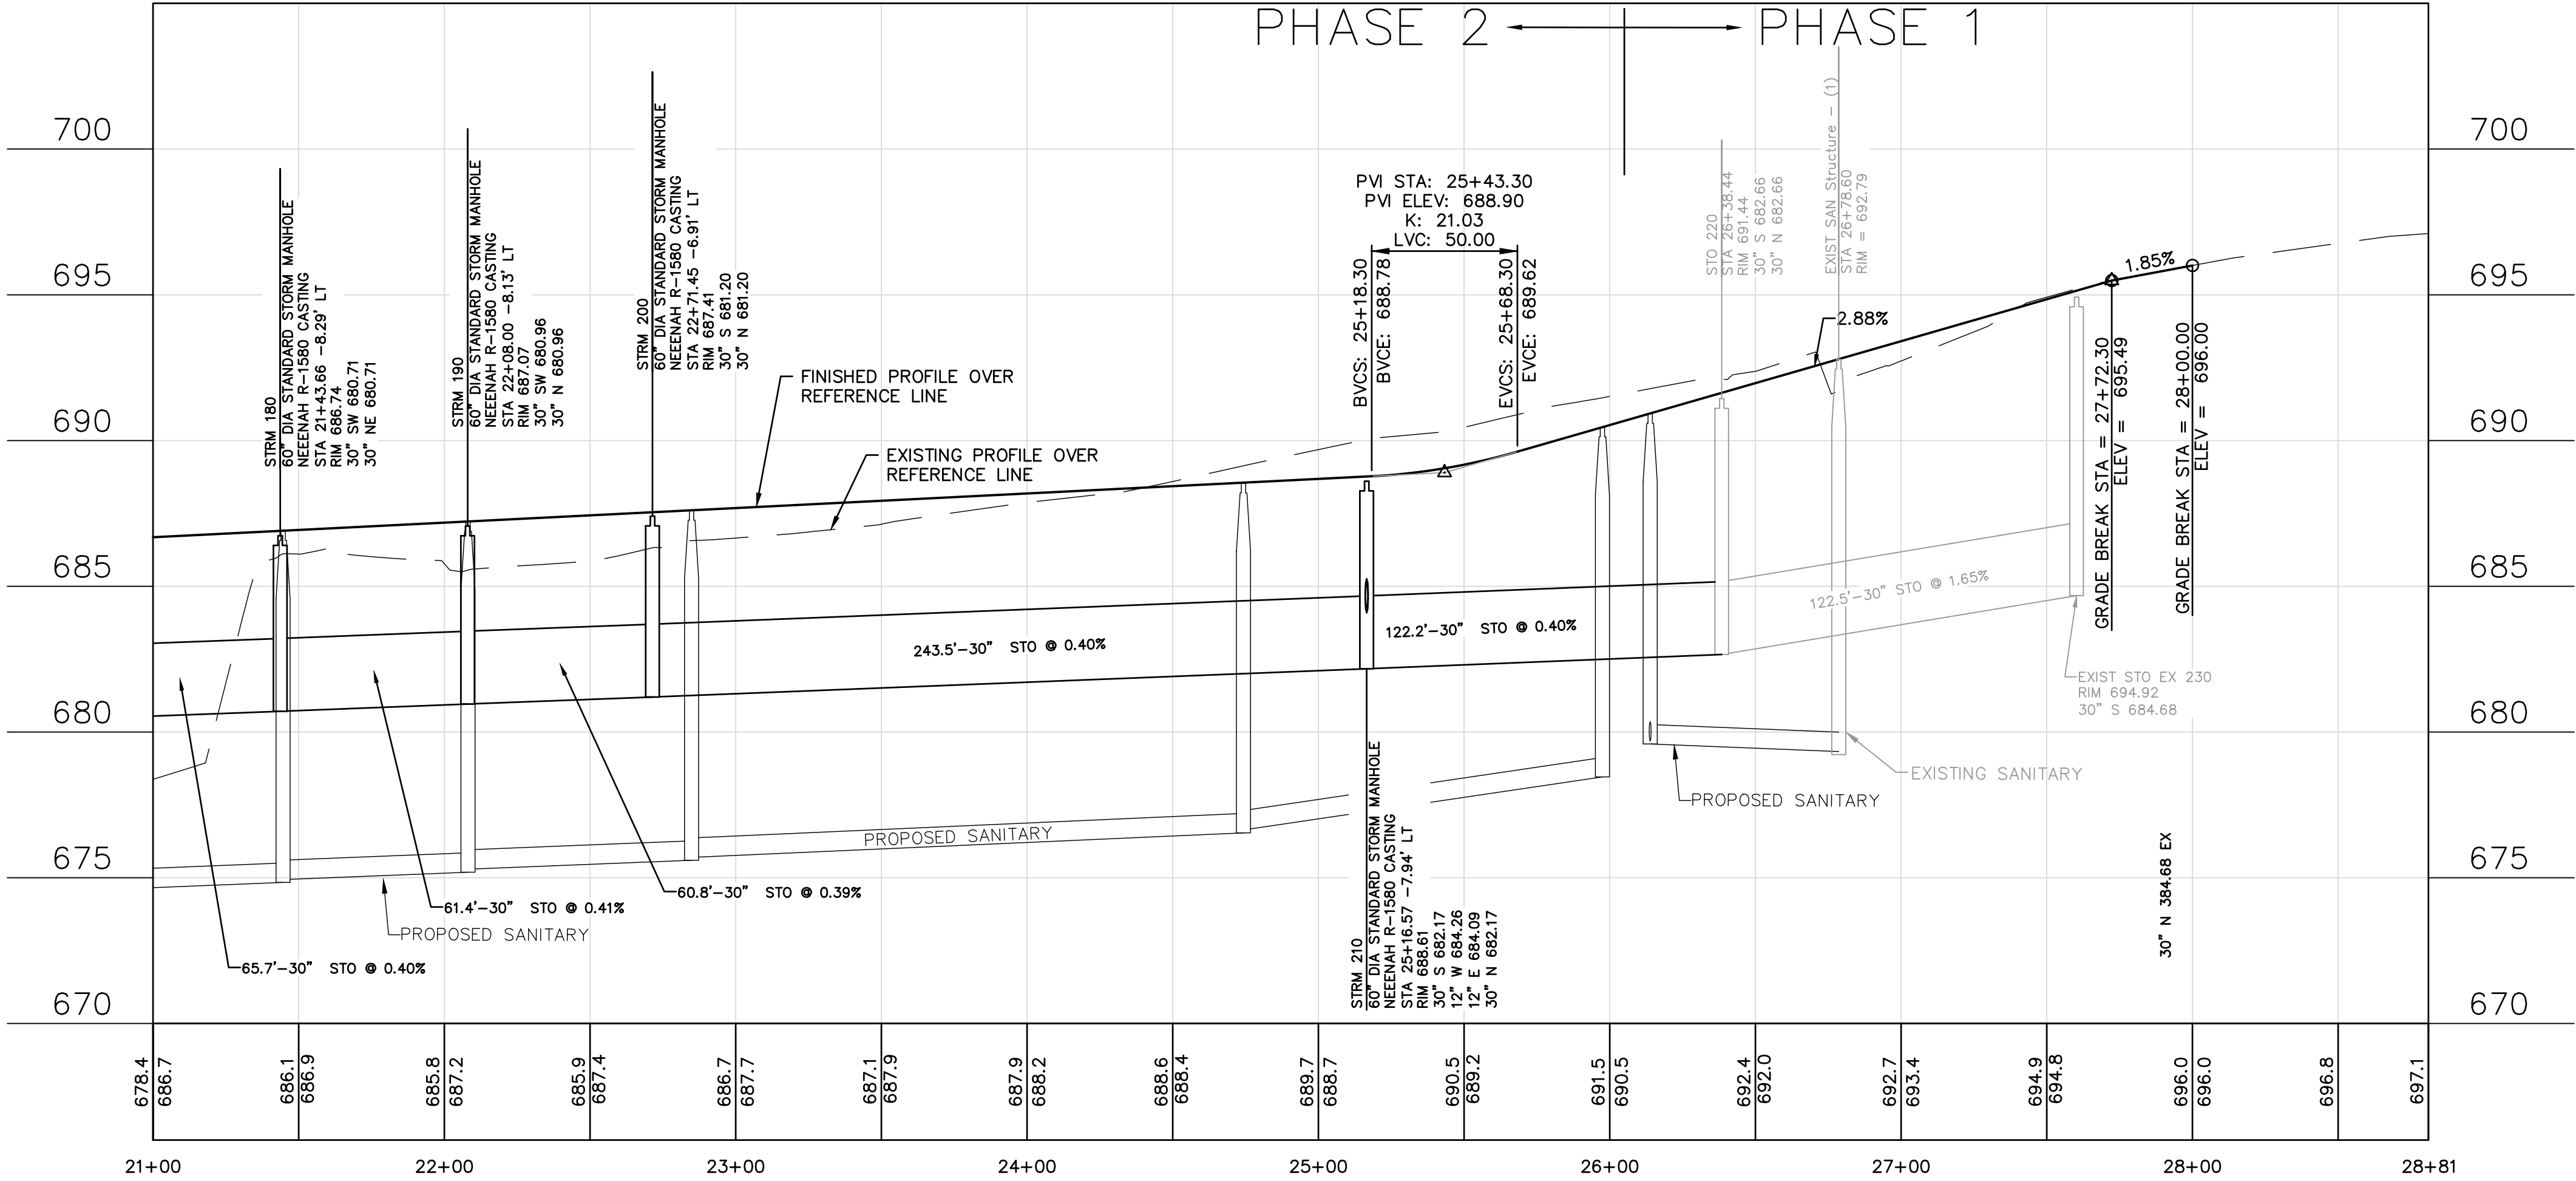 PHASE 2
PHASE 1
700
695
690
685
680
675
670
700
695
690
685
680
675
670
STRM 180
60" DIA STANDARD STORM MANHOLE
NEEENAH R-1580 CASTING
STA 21+43.66 -8.29' LT
RIM 686.74
30" SW 680.71
30" NE 680.71
STRM 190
60" DIA STANDARD STORM MANHOLE
NEEENAH R-1580 CASTING
STA 22+08.00 -8.13' LT
RIM 687.07
30" SW 680.96
30" N 680.96
STRM 200
60" DIA STANDARD STORM MANHOLE
NEEENAH R-1580 CASTING
STA 22+71.45 -6.91' LT
RIM 687.41
30" S 681.20
30" N 681.20
FINISHED PROFILE OVER
REFERENCE LINE
EXISTING PROFILE OVER
REFERENCE LINE
PVI STA: 25+43.30
PVI ELEV: 688.90
K: 21.03
LVC: 50.00
BVCS: 25+18.30
BVCE: 688.78
EVCS: 25+68.30
EVCE: 689.62
STO 220
STA 26+38.44
RIM 691.44
30" S 682.66
30" N 682.66
EXIST SAN Structure - (1)
STA 26+78.60
RIM = 692.79
2.88%
1.85%
GRADE BREAK STA = 27+72.30
ELEV = 695.49
GRADE BREAK STA = 28+00.00
ELEV = 696.00
243.5'-30" STO @ 0.40%
122.2'-30" STO @ 0.40%
122.5'-30" STO @ 1.65%
EXIST STO EX 230
RIM 694.92
30" S 684.68
EXISTING SANITARY
PROPOSED SANITARY
PROPOSED SANITARY
60.8'-30" STO @ 0.39%
61.4'-30" STO @ 0.41%
PROPOSED SANITARY
65.7'-30" STO @ 0.40%
STRM 210
60" DIA STANDARD STORM MANHOLE
NEEENAH R-1580 CASTING
STA 25+16.57 -7.94' LT
RIM 688.61
30" S 682.17
12" W 684.26
12" E 684.09
30" N 682.17
30" N 384.68 EX
678.4
686.7
686.1
686.9
685.8
687.2
685.9
687.4
686.7
687.7
687.1
687.9
687.9
688.2
688.6
688.4
689.7
688.7
690.5
689.2
691.5
690.5
692.4
692.0
692.7
693.4
694.9
694.8
696.0
696.0
696.8
697.1
21+00
22+00
23+00
24+00
25+00
26+00
27+00
28+00
28+81